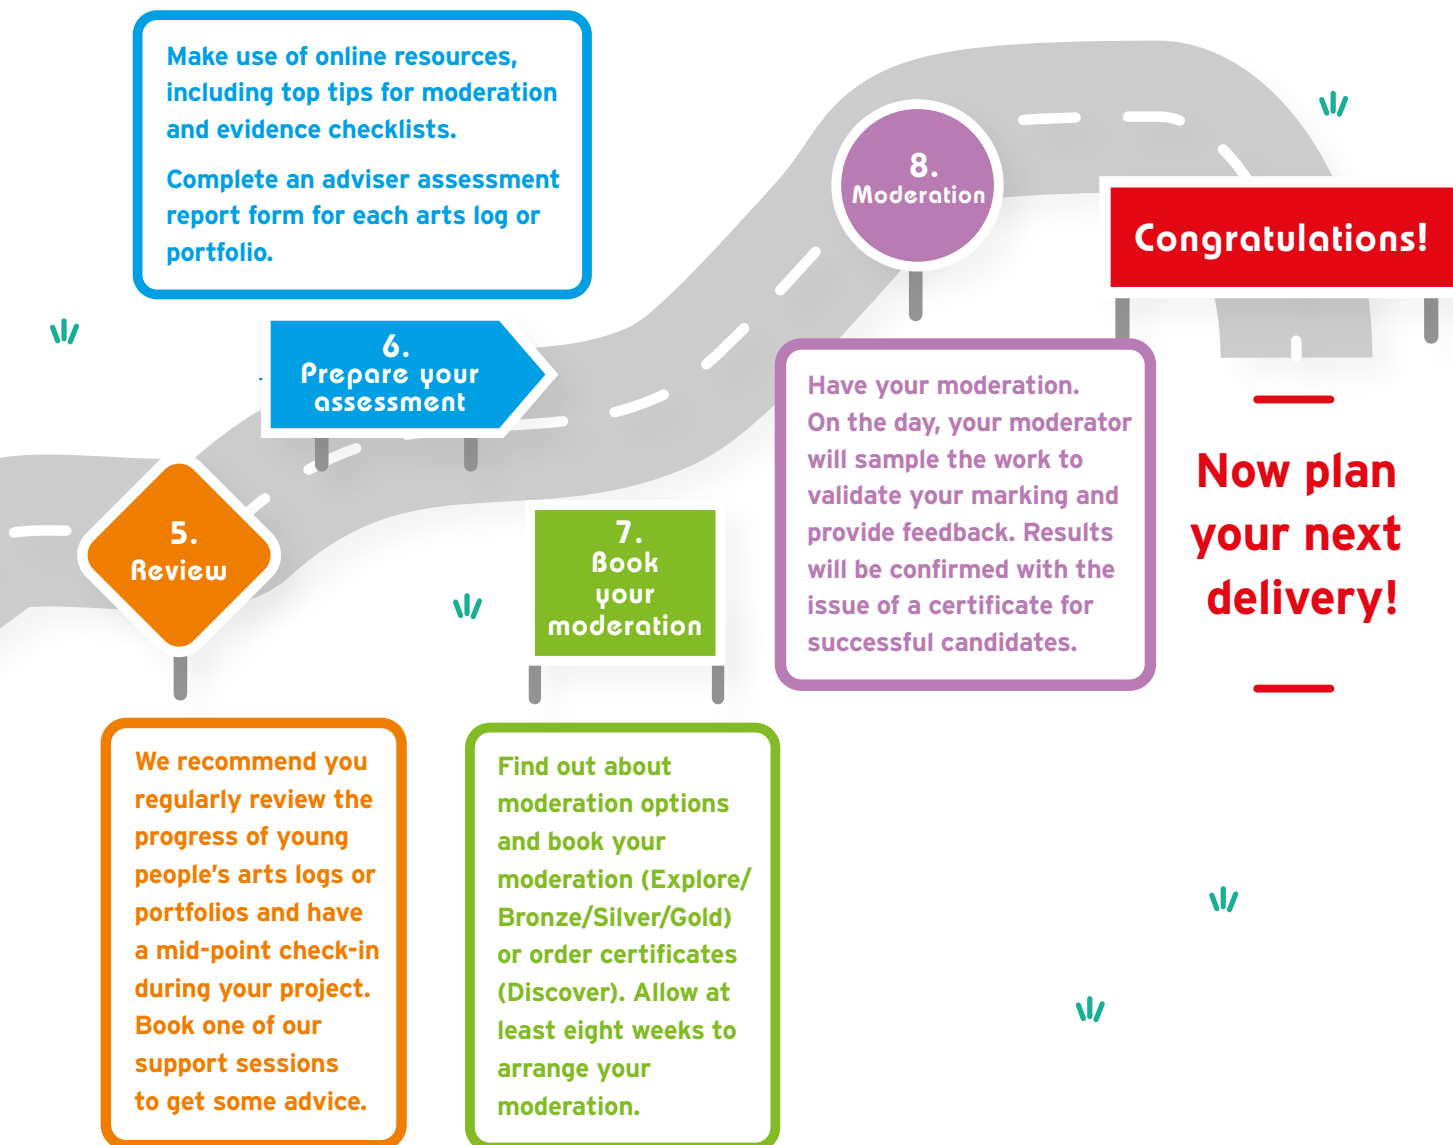 Make use of online resources,
including top tips for moderation
and evidence checklists.
Complete an adviser assessment
report form for each arts log or
portfolio.
6.
Prepare your
assessment
5.
Review
We recommend you
regularly review the
progress of young
people's arts logs or
portfolios and have
a mid-point check-in
during your project.
Book one of our
support sessions
to get some advice.
7.
Book
your
moderation
Find out about
moderation options
and book your
moderation (Explore/
Bronze/Silver/Gold)
or order certificates
(Discover). Allow at
least eight weeks to
arrange your
moderation.
8.
Moderation
Have your moderation.
On the day, your moderator
will sample the work to
validate your marking and
provide feedback. Results
will be confirmed with the
issue of a certificate for
successful candidates.
Congratulations!
Now plan
your next
delivery!